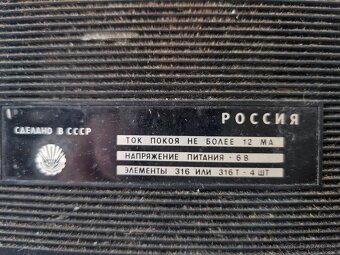 РОССИЯ
СДЕЛАНО В СССР
ТОК ПОКОЯ НЕ БОЛЕЕ 12 МА
НАПРЯЖЕНИЕ ПИТАНИЯ - 6 В
ЭЛЕМЕНТЫ 316 ИЛИ 316Т - 4 ШТ